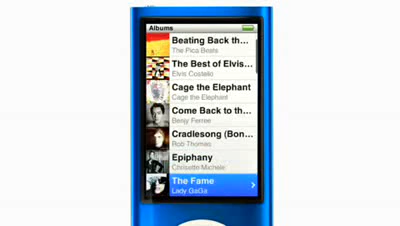 Albums
Beating Back th...
The Pica Beats
The Best of Elvis...
Elvis Costello
Cage the Elephant
Cage the Elephant
Come Back to th...
Benjy Ferree
Cradlesong (Bon...
Rob Thomas
Epiphany
Chrisette Michele
The Fame
Lady GaGa